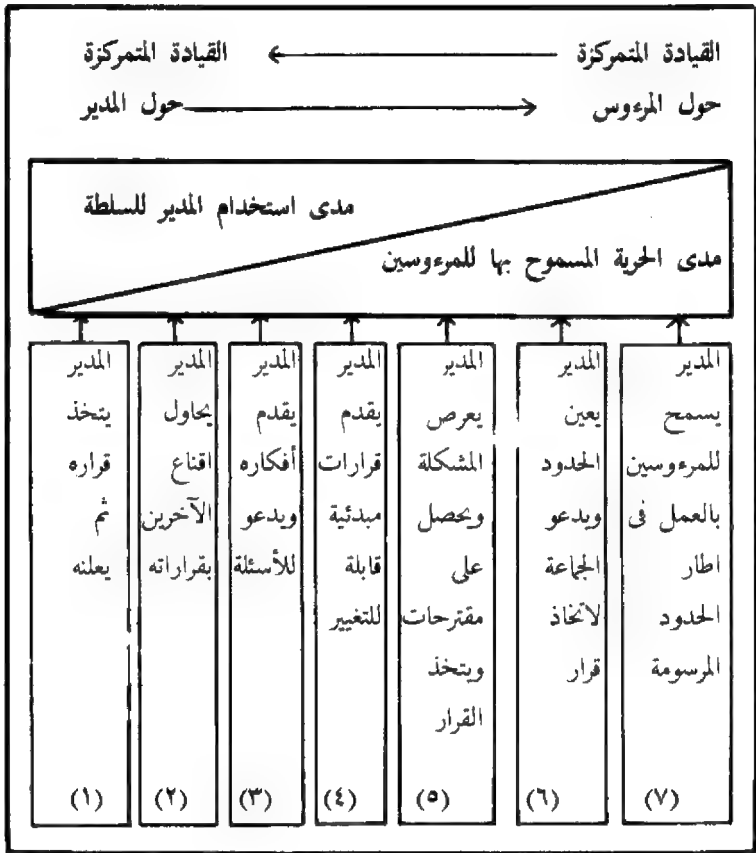 القيادة المتمركزة القيادة المتمركزة
حول المرءوس حول المدير
مدى استخدام المدير للسلطة
مدى الحرية المسموح بها للمرءوسين
المدير
يسمح
للمرءوسين
بالعمل فى
اطار
الحدود
المرسومة
(٧)
المدير
يعين
الحدود
ويدعو
الجماعة
لاتخاذ
قرار
(٦)
المدير
يعرض
المشكلة
ويحصل
على
مقترحات
ويتخذ
القرار
(٥)
المدير
يقدم
قرارات
مبدئية
قابلة
للتغيير
(٤)
المدير
يقدم
أفكاره
ويدعو
للأسئلة
(٣)
المدير
يحاول
اقناع
الآخرين
بقراراته
(٢)
المدير
يتخذ
قراره
ثم
يعلنه
(١)